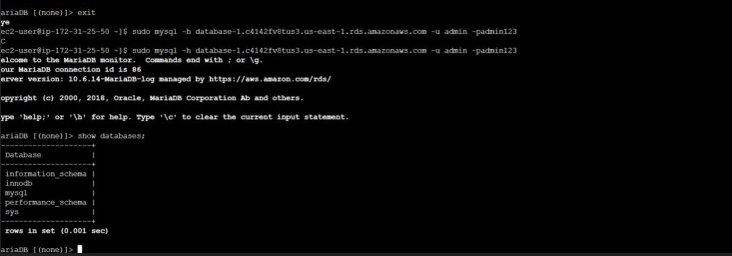 ariaDB [(none)]> exit
ye
ec2-user@ip-172-31-25-50 ~]$ sudo mysql -h database-1.c4142fv8tus3.us-east-1.rds.amazonaws.com -u admin -padmin123
C
ec2-user@ip-172-31-25-50 ~]$ sudo mysql -h database-1.c4142fv8tus3.us-east-1.rds.amazonaws.com -u admin -padmin123
elcome to the MariaDB monitor.  Commands end with ; or \g.
our MariaDB connection id is 86
erver version: 10.6.14-MariaDB-log managed by https://aws.amazon.com/rds/
opyright (c) 2000, 2018, Oracle, MariaDB Corporation Ab and others.
ype 'help;' or '\h' for help. Type '\c' to clear the current input statement.
ariaDB [(none)]> show databases;
-------------------+
Database           |
-------------------+
information_schema |
innodb             |
mysql              |
performance_schema |
sys                |
-------------------+
rows in set (0.001 sec)
ariaDB [(none)]>